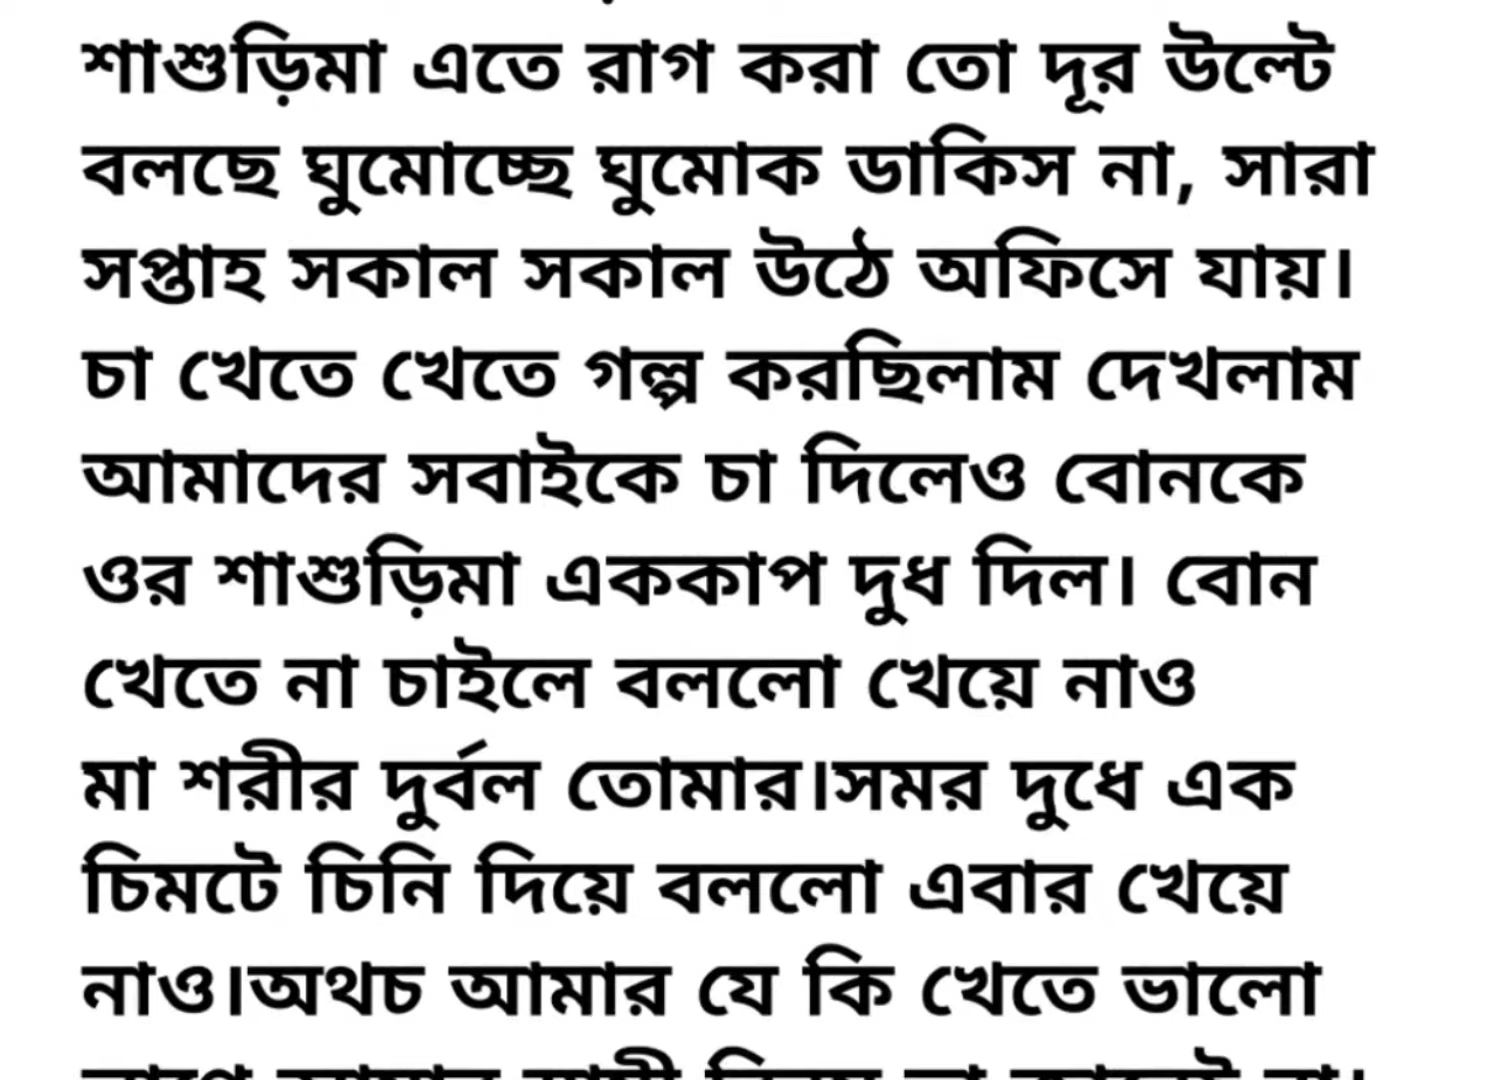 শাশুড়িমা এতে রাগ করা তো দূর উল্টে
বলছে ঘুমোচ্ছে ঘুমোক ডাকিস না, সারা
সপ্তাহ সকাল সকাল উঠে অফিসে যায়।
চা খেতে খেতে গল্প করছিলাম দেখলাম
আমাদের সবাইকে চা দিলেও বোনকে
ওর শাশুড়িমা এককাপ দুধ দিল। বোন
খেতে না চাইলে বললো খেয়ে নাও
মা শরীর দুর্বল তোমার।সমর দুধে এক
চিমটে চিনি দিয়ে বললো এবার খেয়ে
নাও।অথচ আমার যে কি খেতে ভালো